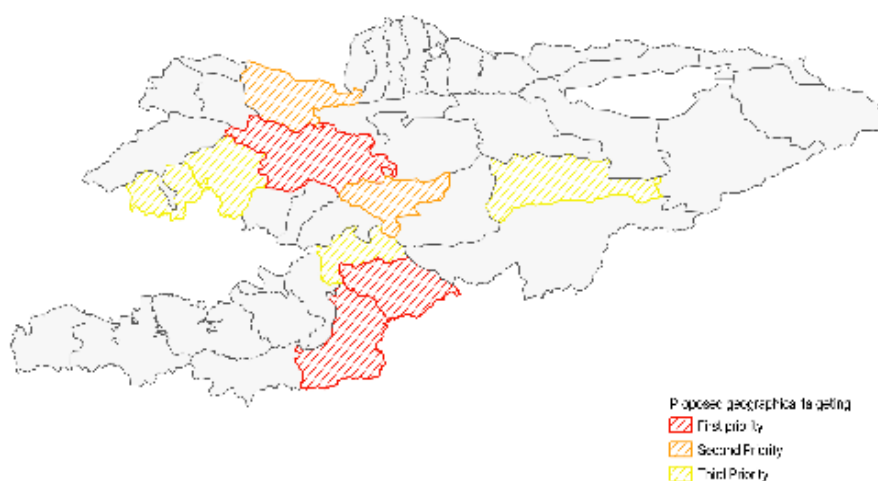 Proposed geographical targeting
First priority
Second Priority
Third Priority